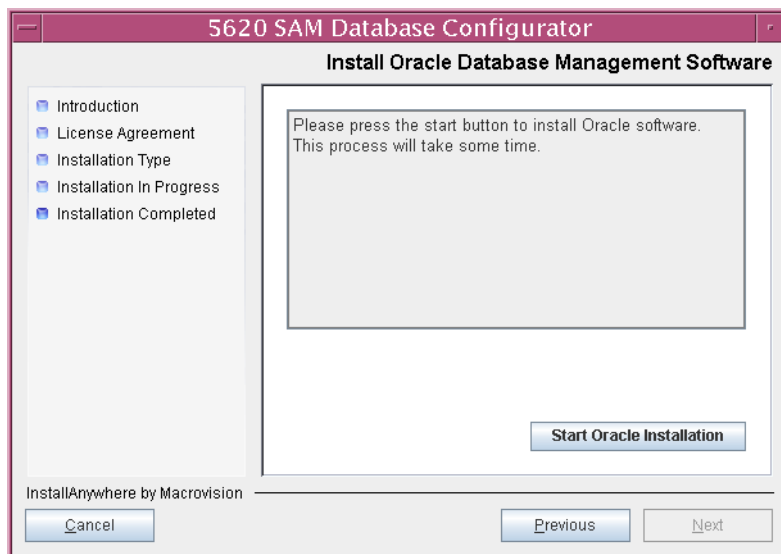 5620 SAM Database Configurator
Install Oracle Database Management Software
Introduction
License Agreement
Installation Type
Installation In Progress
Installation Completed
Please press the start button to install Oracle software.
This process will take some time.
Start Oracle Installation
InstallAnywhere by Macrovision
Cancel
Previous
Next